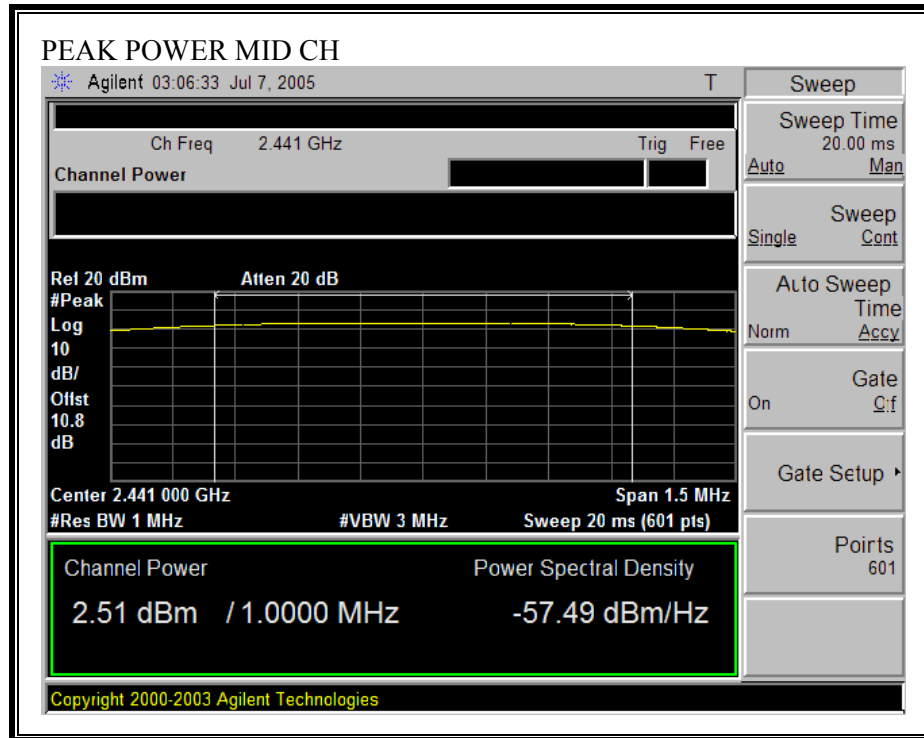 PEAK POWER MID CH
Agilent 03:06:33 Jul 7, 2005 T
Sweep
Ch Freq 2.441 GHz Trig Free
Channel Power
Sweep Time
20.00 ms
Auto Man
Sweep
Single Cont
Auto Sweep
Time
Norm Accy
Gate
On Off
Gate Setup
Points
601
Ref 20 dBm Atten 20 dB
#Peak
Log
10
dB/
Offst
10.8
dB
Center 2.441 000 GHz Span 1.5 MHz
#Res BW 1 MHz #VBW 3 MHz Sweep 20 ms (601 pts)
Channel Power Power Spectral Density
2.51 dBm / 1.0000 MHz -57.49 dBm/Hz
Copyright 2000-2003 Agilent Technologies